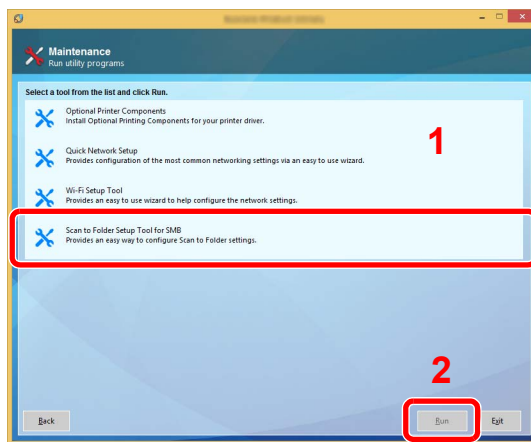 Maintenance
Run utility programs
Select a tool from the list and click Run.
Optional Printer Components
Install Optional Printing Components for your printer driver.
1
Quick Network Setup
Provides configuration of the most common networking settings via an easy to use wizard.
Wi-Fi Setup Tool
Provides an easy to use wizard to help configure the network settings.
Scan to Folder Setup Tool for SMB
Provides an easy way to configure Scan to Folder settings.
2
Back
Run
Exit